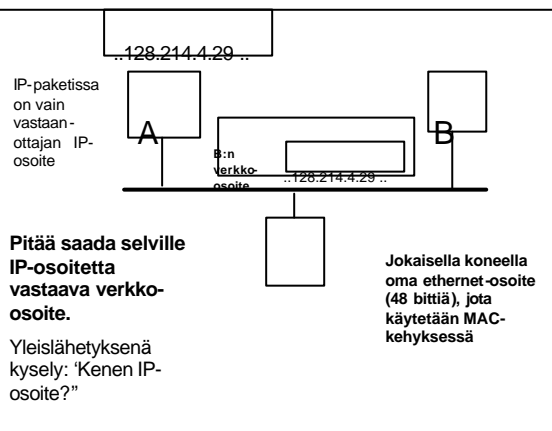 ..128.214.4.29 ..
IP-paketissa
on vain
vastaan-
ottajan IP-
osoite
A
B
B:n
verkko-
osoite
..128.214.4.29 ..
Pitää saada selville
IP-osoitetta
vastaava verkko-
osoite.
Yleislähetyksenä
kysely: 'Kenen IP-
osoite?"
Jokaisella koneella
oma ethernet-osoite
(48 bittiä), jota
käytetään MAC-
kehyksessä